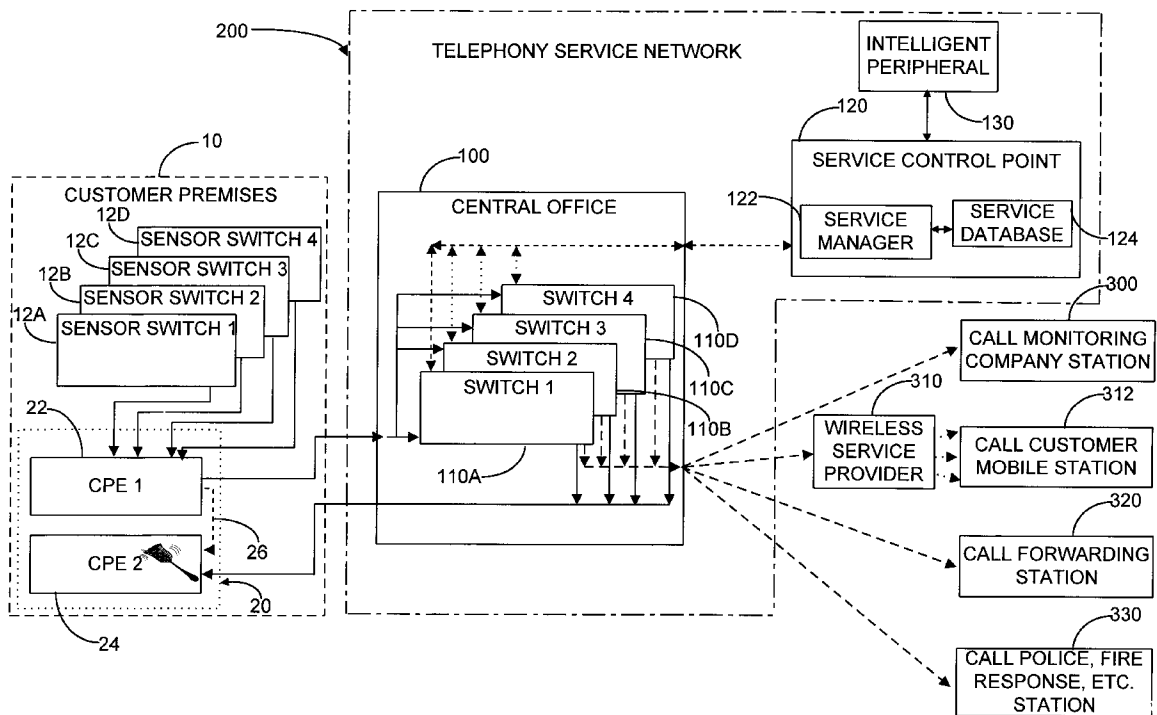 200
TELEPHONY SERVICE NETWORK
INTELLIGENT
PERIPHERAL
120
130
10
100
SERVICE CONTROL POINT
CUSTOMER PREMISES
CENTRAL OFFICE
122
SERVICE
MANAGER
SERVICE
DATABASE
124
12D
SENSOR SWITCH 4
12C
SENSOR SWITCH 3
12B
SENSOR SWITCH 2
12A
SENSOR SWITCH 1
SWITCH 4
110D
SWITCH 3
110C
SWITCH 2
110B
SWITCH 1
110A
300
CALL MONITORING
COMPANY STATION
310
WIRELESS
SERVICE
PROVIDER
312
CALL CUSTOMER
MOBILE STATION
22
CPE 1
26
CPE 2
20
24
320
CALL FORWARDING
STATION
330
CALL POLICE, FIRE
RESPONSE, ETC.
STATION